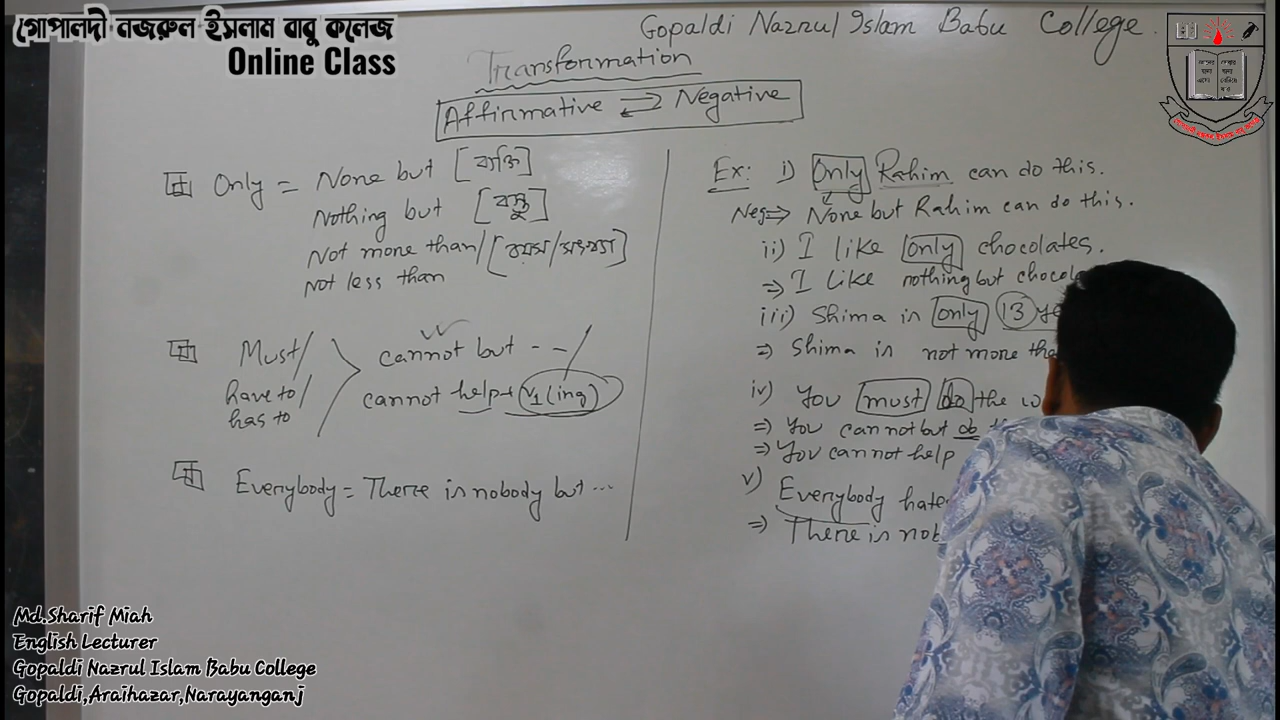 গোপালদী নজরুল ইসলাম বাবু কলেজ
Online Class
Gopaldi Nazrul Islam Babu College.
Transformation
Affirmative ⇄ Negative
Only = None but [ব্যক্তি]
Nothing but [বস্তু]
Not more than/ [বয়স/সংখ্যা]
not less than
Must/
have to/
has to
cannot but - -
cannot help + V1(ing)
Everybody = There is nobody but ...
Ex: i) Only Rahim can do this.
Neg ⇒ None but Rahim can do this.
ii) I like only chocolates.
⇒ I like nothing but
iii) Shima is only 13
⇒ Shima is not more
iv) You must do the
⇒ You cannot but do
⇒ You cannot help
v) Everybody
⇒ There is
Md.Sharif Miah
English Lecturer
Gopaldi Nazrul Islam Babu College
Gopaldi,Araihazar,Narayanganj